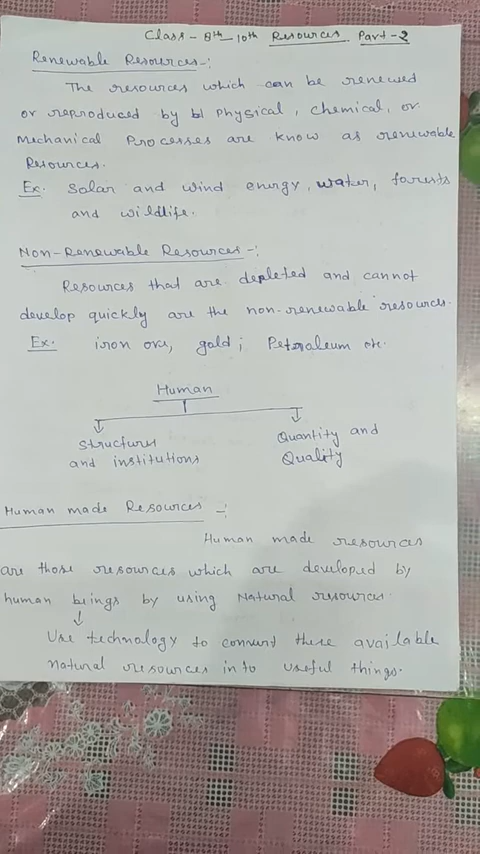 Class - 8th - 10th Resources Part-2
Renewable Resources -:
The resources which can be renewed
or reproduced by bl Physical, chemical, or
Mechanical Processes are know as renewable
Resources.
Ex. Solar and wind energy, water, forests
and wildlife.
Non-Renewable Resources -:
Resources that are depleted and cannot
develop quickly are the non-renewable resources.
Ex. iron ore, gold, Petroleum etc.
Human
Structures and institutions
Quantity and Quality
Human made Resources -:
Human made resources
are those resources which are developed by
human beings by using Natural resources.
Use technology to convert these available
natural resources into useful things.